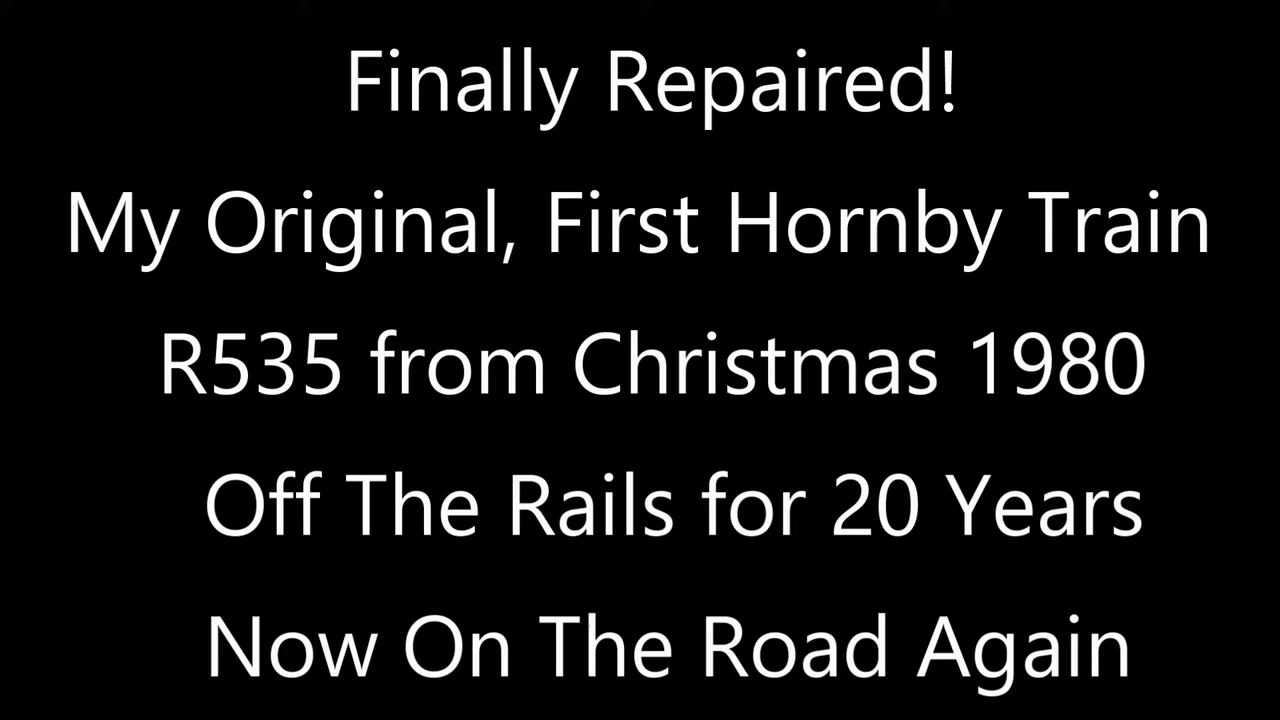 Finally Repaired!
My Original, First Hornby Train
R535 from Christmas 1980
Off The Rails for 20 Years
Now On The Road Again